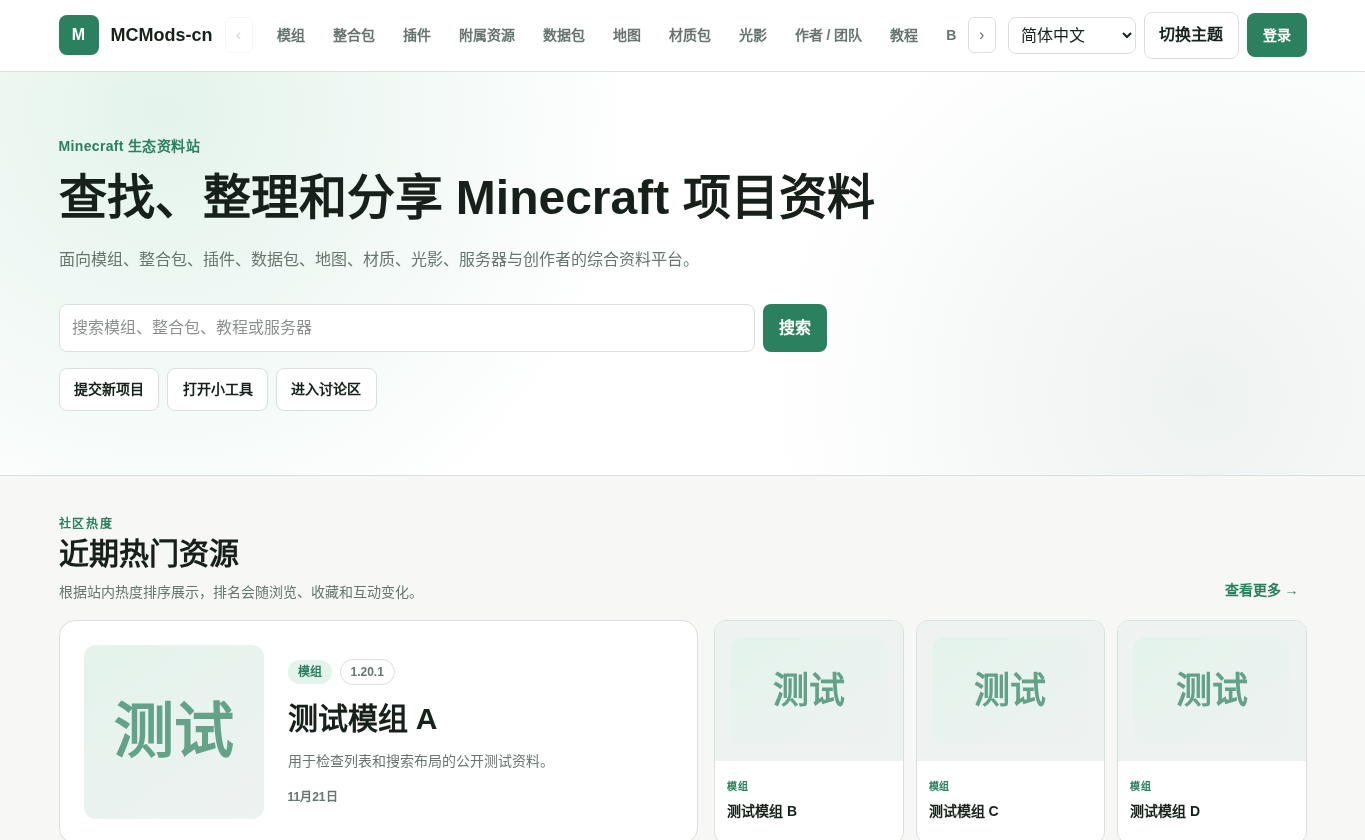 M MCMods-cn ‹ 模组 整合包 插件 附属资源 数据包 地图 材质包 光影 作者 / 团队 教程 B › 简体中文 切换主题 登录
Minecraft 生态资料站
查找、整理和分享 Minecraft 项目资料
面向模组、整合包、插件、数据包、地图、材质、光影、服务器与创作者的综合资料平台。
搜索模组、整合包、教程或服务器 搜索
提交新项目 打开小工具 进入讨论区
社区热度
近期热门资源
根据站内热度排序展示，排名会随浏览、收藏和互动变化。 查看更多 →
测试
模组 1.20.1
测试模组 A
用于检查列表和搜索布局的公开测试资料。
11月21日
测试
模组
测试模组 B
测试
模组
测试模组 C
测试
模组
测试模组 D